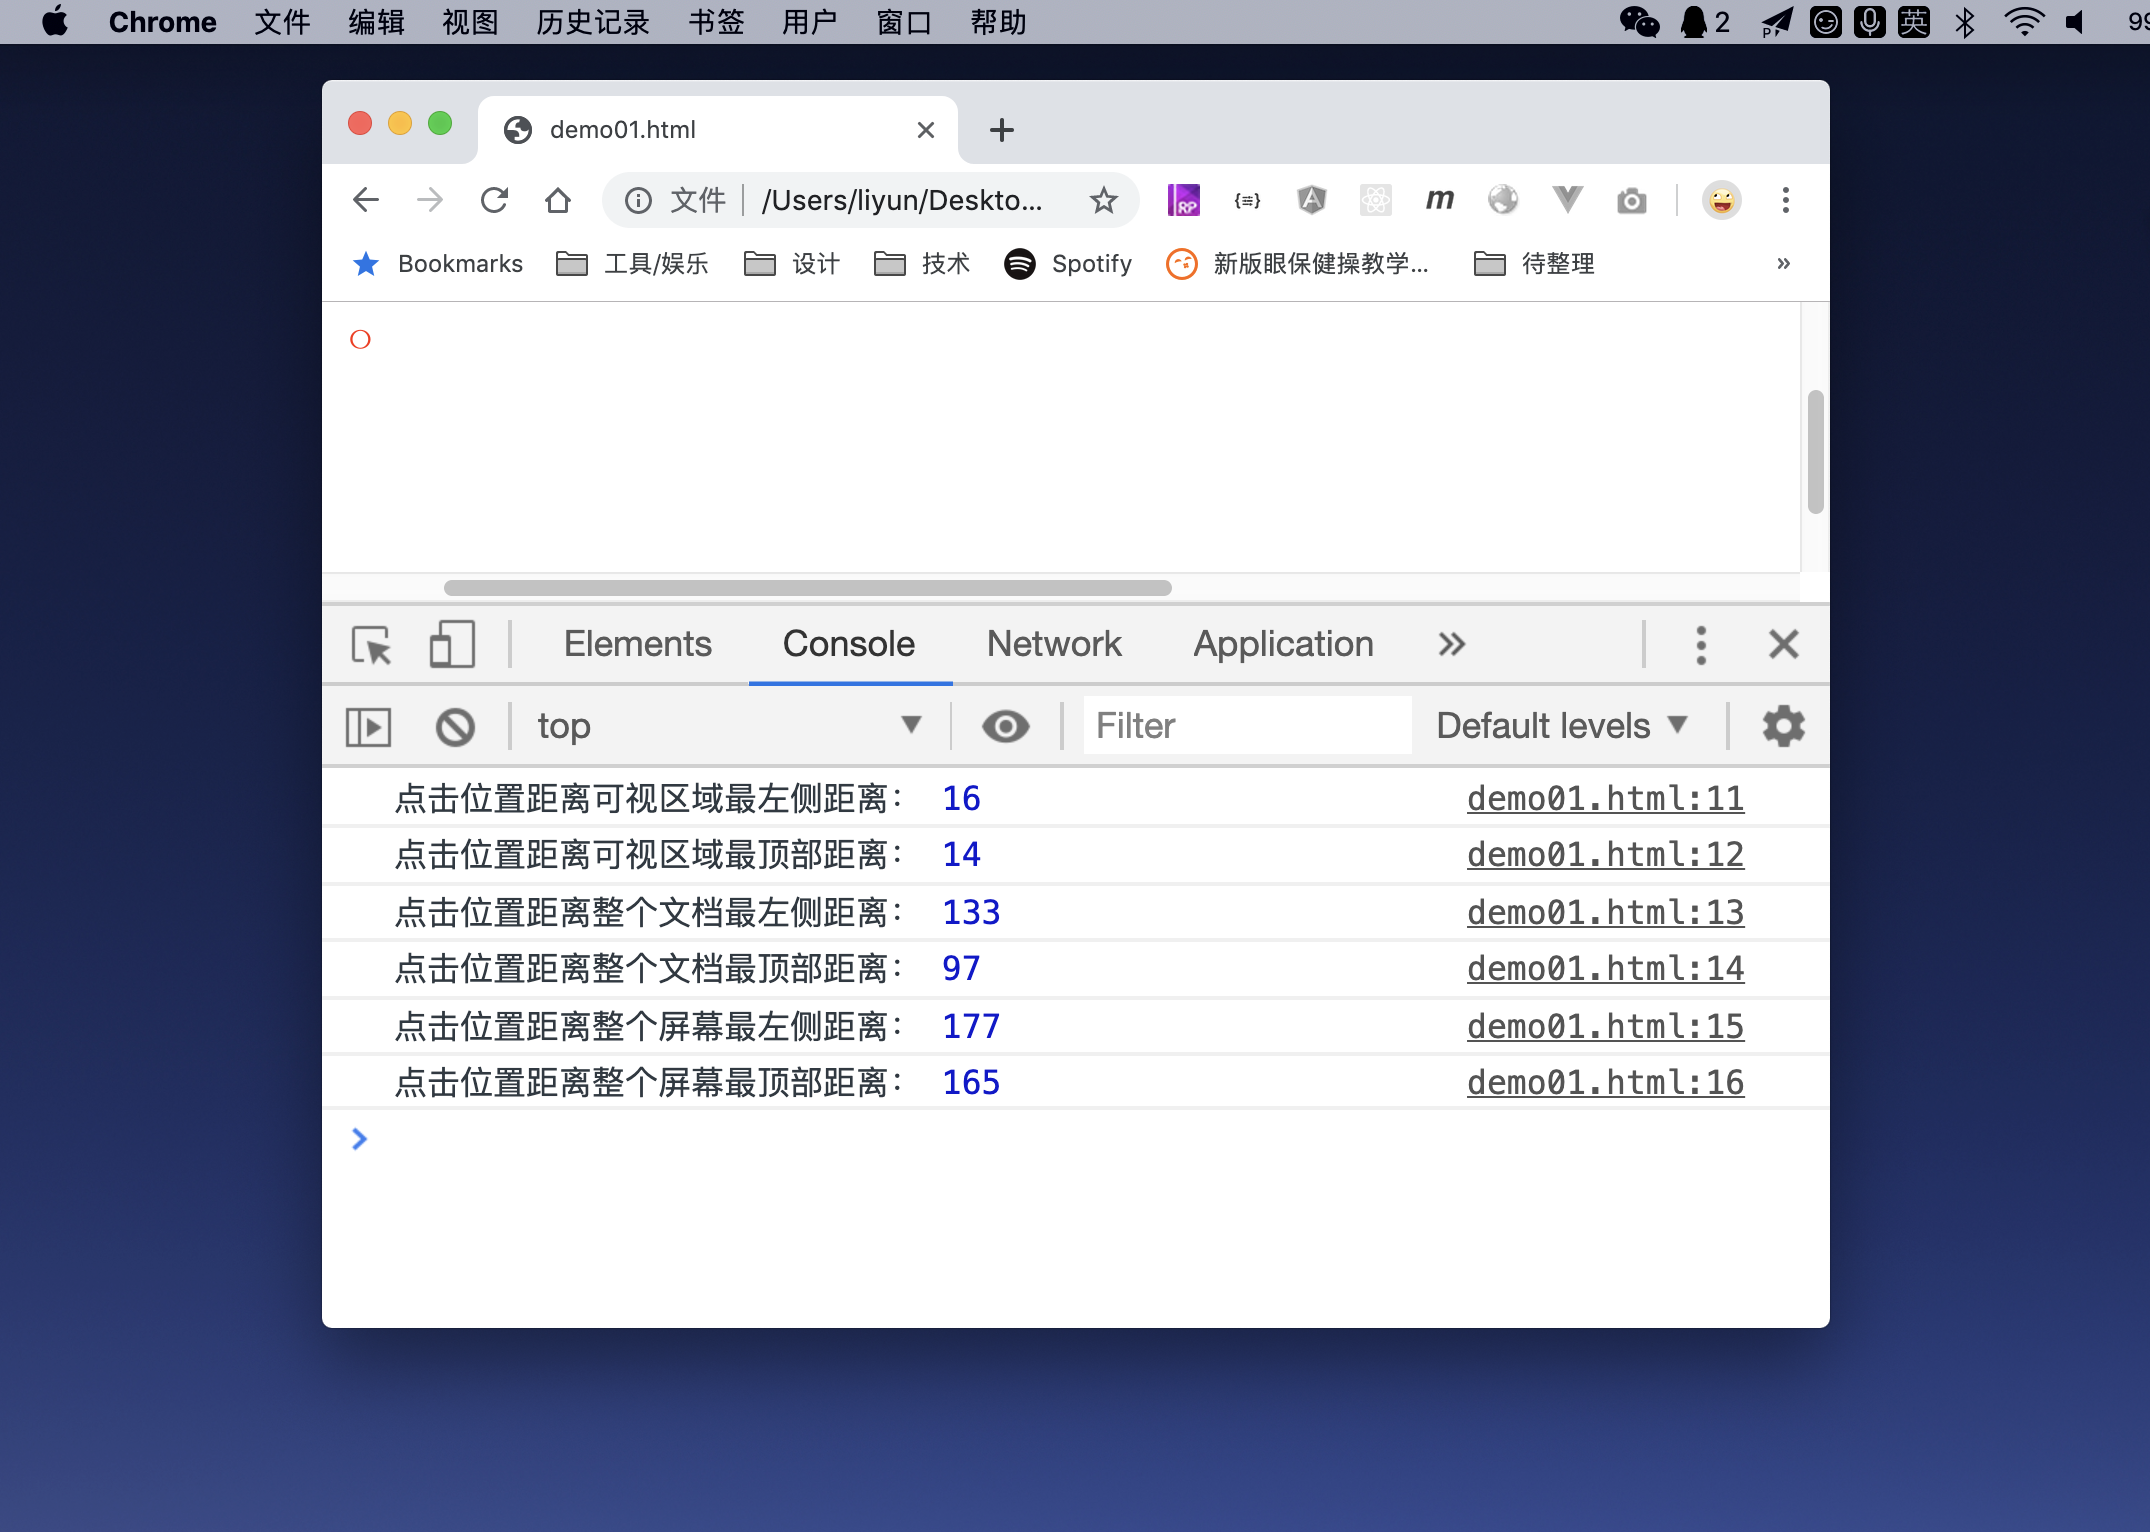 Chrome 文件 编辑 视图 历史记录 书签 用户 窗口 帮助 2 P 英 99
demo01.html
文件 /Users/liyun/Deskto... RP {≡} A m
Bookmarks 工具/娱乐 设计 技术 Spotify 新版眼保健操教学... 待整理 »
Elements Console Network Application »
top Filter Default levels
点击位置距离可视区域最左侧距离： 16 demo01.html:11
点击位置距离可视区域最顶部距离： 14 demo01.html:12
点击位置距离整个文档最左侧距离： 133 demo01.html:13
点击位置距离整个文档最顶部距离： 97 demo01.html:14
点击位置距离整个屏幕最左侧距离： 177 demo01.html:15
点击位置距离整个屏幕最顶部距离： 165 demo01.html:16